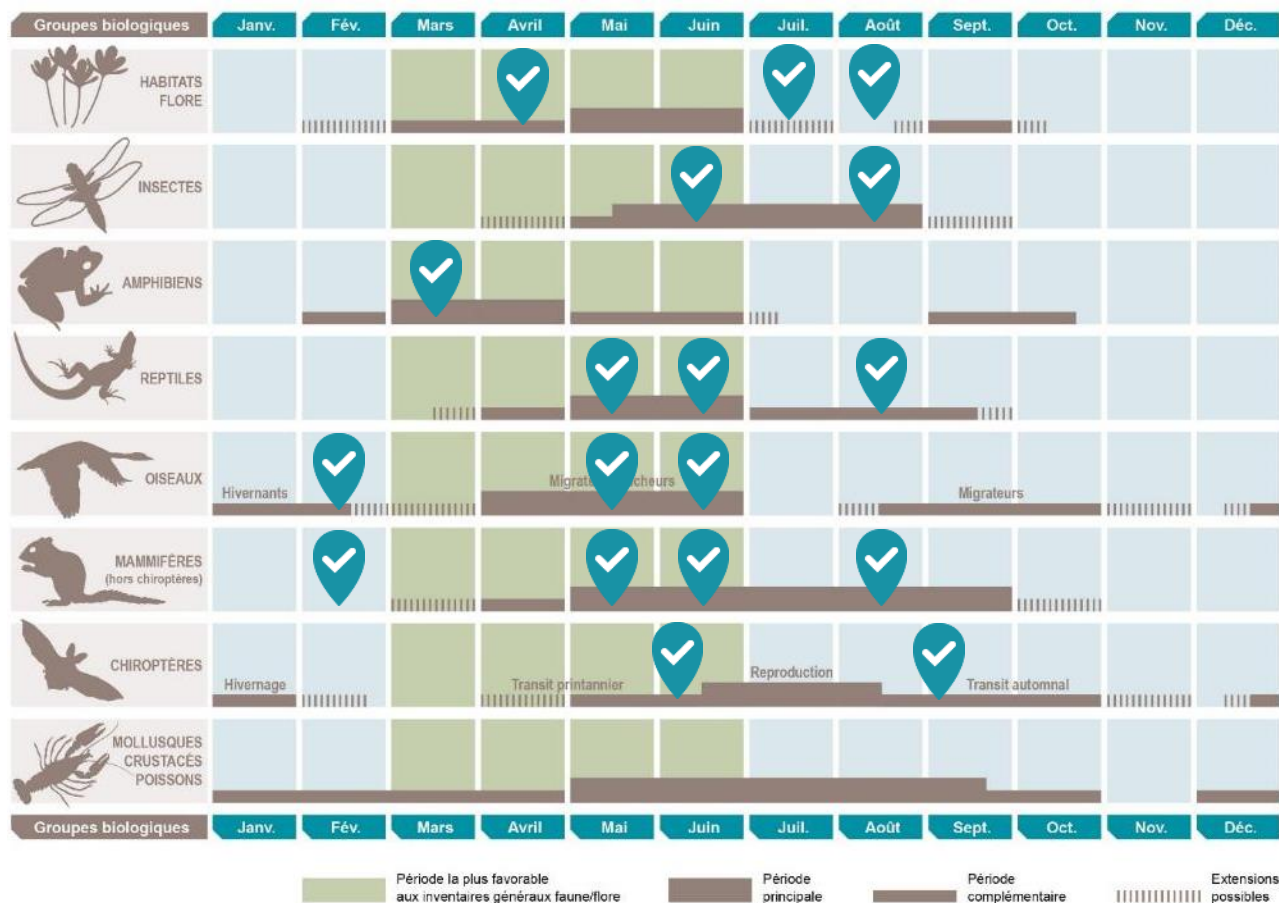 Groupes biologiques Janv. Fév. Mars Avril Mai Juin Juil. Août Sept. Oct. Nov. Déc.
HABITATS
FLORE
INSECTES
AMPHIBIENS
REPTILES
OISEAUX
Hivernants Migrate cheurs Migrateurs
MAMMIFÈRES
(hors chiroptères)
CHIROPTÈRES
Hivernage Transit printannier Reproduction Transit automnal
MOLLUSQUES
CRUSTACÉS
POISSONS
Groupes biologiques Janv. Fév. Mars Avril Mai Juin Juil. Août Sept. Oct. Nov. Déc.
Période la plus favorable
aux inventaires généraux faune/flore
Période
principale
Période
complémentaire
Extensions
possibles